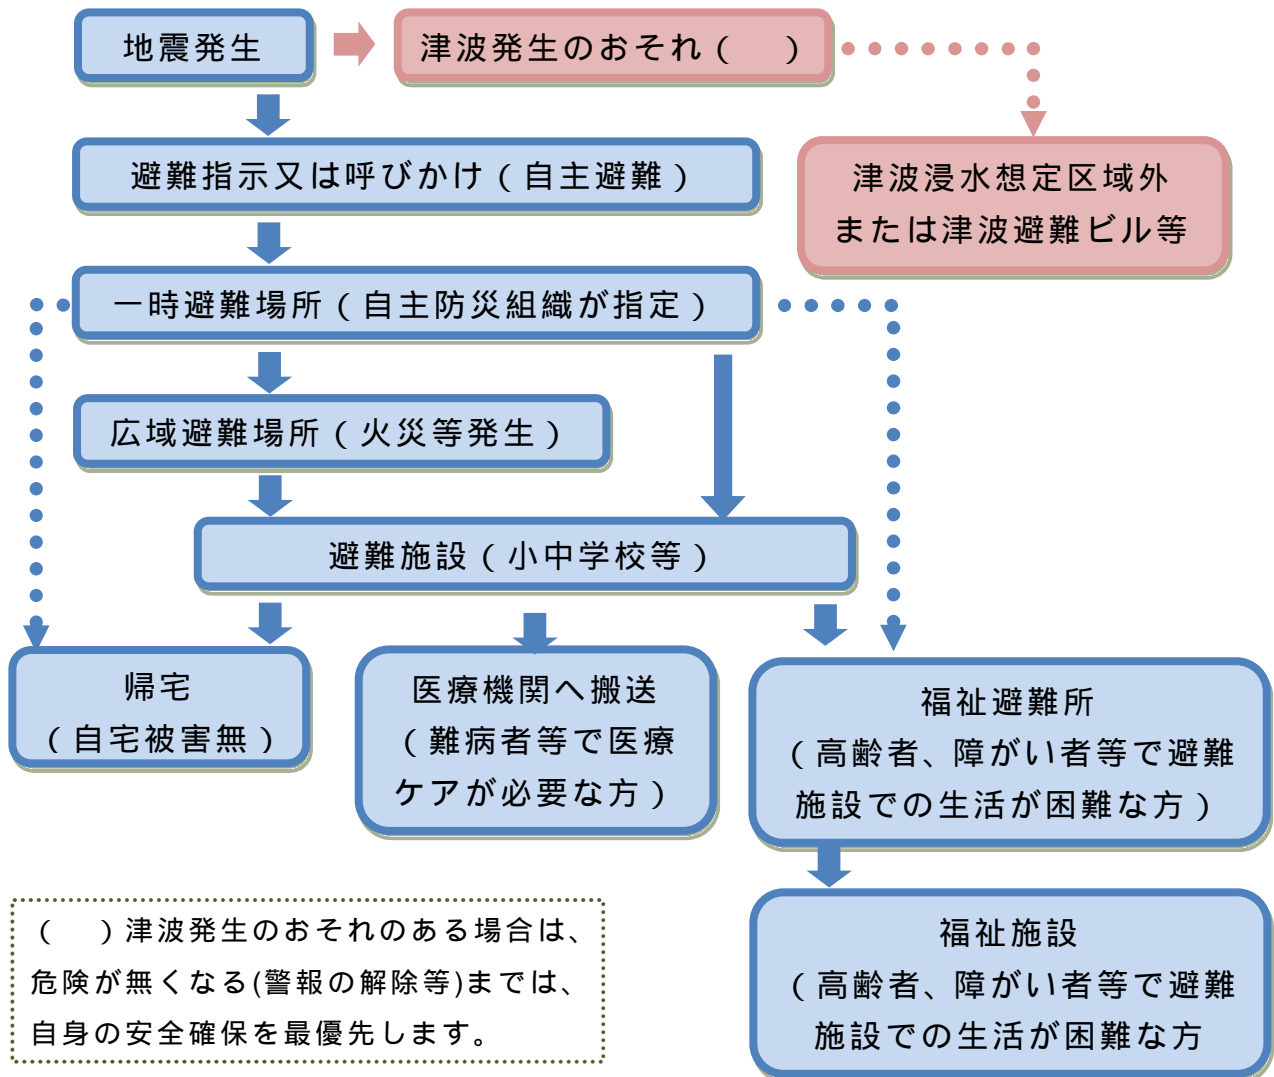 地震発生
津波発生のおそれ（　）
避難指示又は呼びかけ（自主避難）
津波浸水想定区域外
または津波避難ビル等
一時避難場所（自主防災組織が指定）
広域避難場所（火災等発生）
避難施設（小中学校等）
帰宅
（自宅被害無）
医療機関へ搬送
（難病者等で医療
ケアが必要な方）
福祉避難所
（高齢者、障がい者等で避難
施設での生活が困難な方）
（　）津波発生のおそれのある場合は、
危険が無くなる(警報の解除等)までは、
自身の安全確保を最優先します。
福祉施設
（高齢者、障がい者等で避難
施設での生活が困難な方